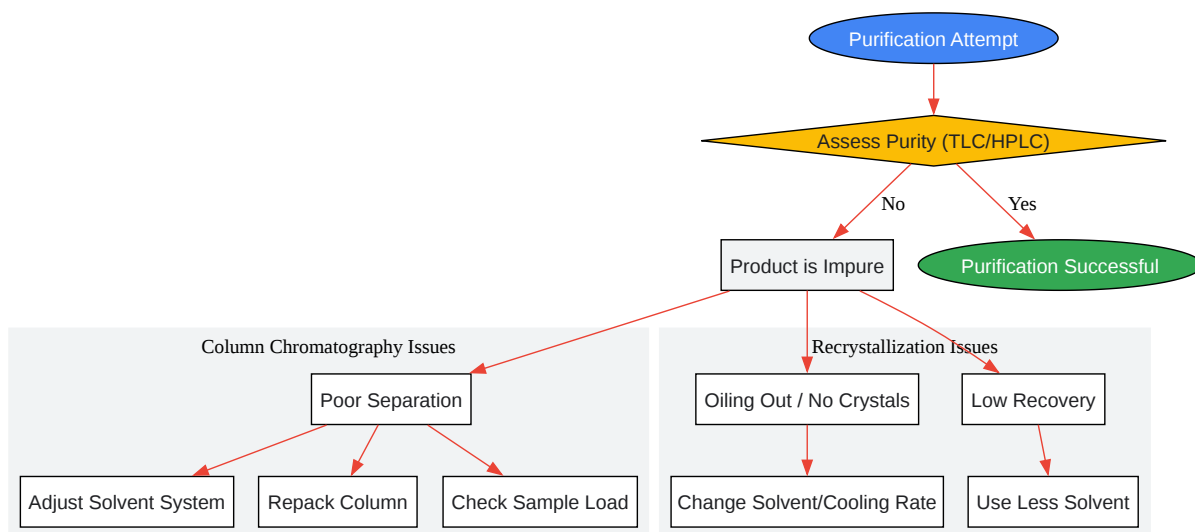 Purification Attempt
Assess Purity (TLC/HPLC)
No
Yes
Product is Impure
Purification Successful
Column Chromatography Issues
Recrystallization Issues
Poor Separation
Oiling Out / No Crystals
Low Recovery
Adjust Solvent System
Repack Column
Check Sample Load
Change Solvent/Cooling Rate
Use Less Solvent